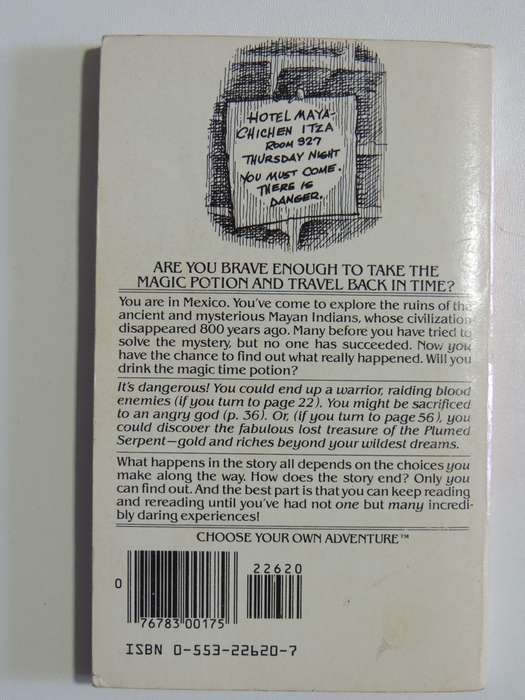 HOTEL MAYA-
CHICHEN ITZA
ROOM 327
THURSDAY NIGHT
YOU MUST COME.
THERE IS
DANGER.
ARE YOU BRAVE ENOUGH TO TAKE THE
MAGIC POTION AND TRAVEL BACK IN TIME?
You are in Mexico. You've come to explore the ruins of the
ancient and mysterious Mayan Indians, whose civilization
disappeared 800 years ago. Many before you have tried to
solve the mystery, but no one has succeeded. Now you
have the chance to find out what really happened. Will you
drink the magic time potion?
It's dangerous! You could end up a warrior, raiding blood
enemies (if you turn to page 22). You might be sacrificed
to an angry god (p. 36). Or, (if you turn to page 56), you
could discover the fabulous lost treasure of the Plumed
Serpent—gold and riches beyond your wildest dreams.
What happens in the story all depends on the choices you
make along the way. How does the story end? Only you
can find out. And the best part is that you can keep reading
and rereading until you've had not one but many incredi-
bly daring experiences!
CHOOSE YOUR OWN ADVENTURE™
22620
0
76783 00175
ISBN 0-553-22620-7